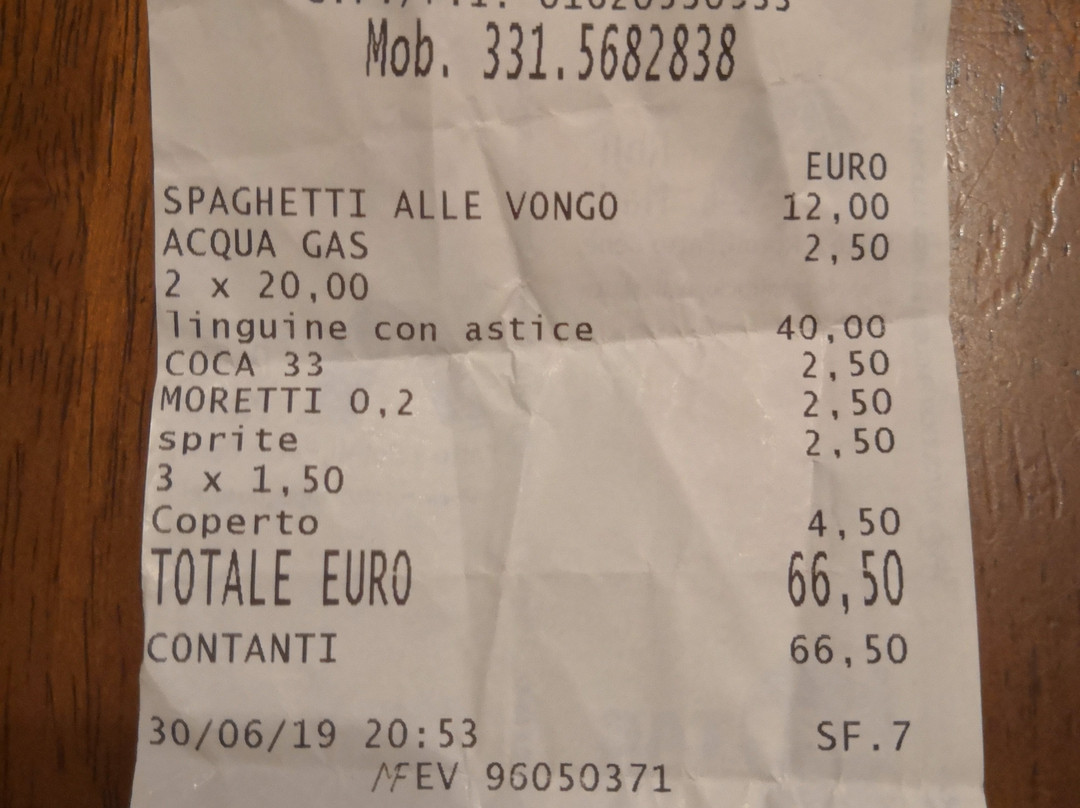 Mob. 331.5682838
EURO
SPAGHETTI ALLE VONGO 12,00
ACQUA GAS 2,50
2 x 20,00
linguine con astice 40,00
COCA 33 2,50
MORETTI 0,2 2,50
sprite 2,50
3 x 1,50
Coperto 4,50
TOTALE EURO 66,50
CONTANTI 66,50
30/06/19 20:53 SF.7
MFEV 96050371